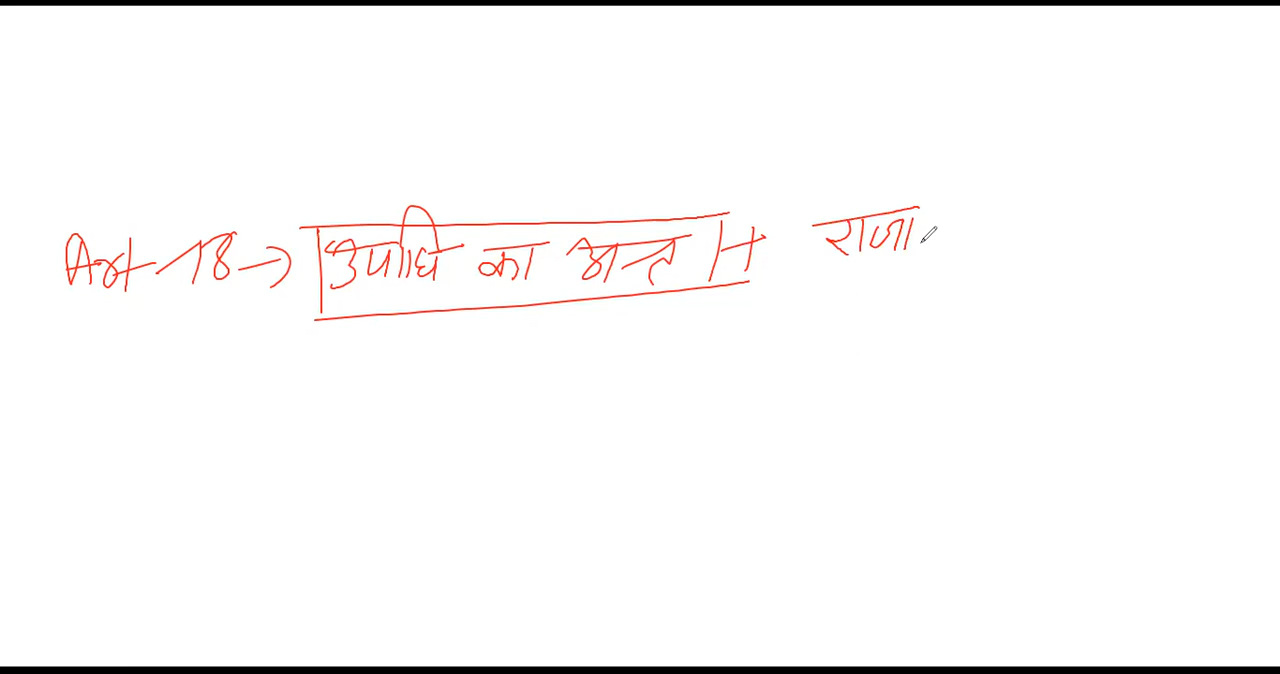 Art-18→ उपाधि का अन्त + राजा